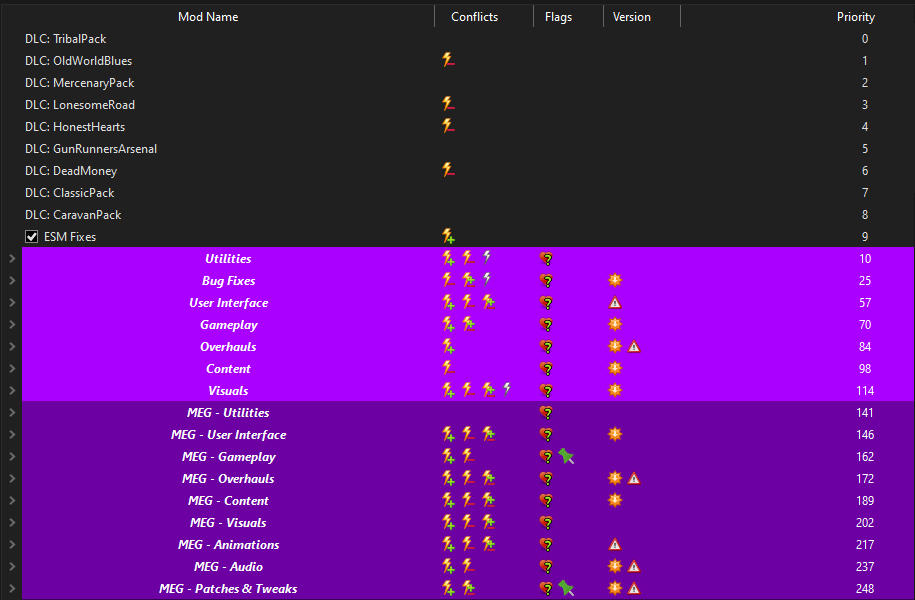 Mod Name Conflicts Flags Version Priority
DLC: TribalPack 0
DLC: OldWorldBlues 1
DLC: MercenaryPack 2
DLC: LonesomeRoad 3
DLC: HonestHearts 4
DLC: GunRunnersArsenal 5
DLC: DeadMoney 6
DLC: ClassicPack 7
DLC: CaravanPack 8
ESM Fixes 9
Utilities 10
Bug Fixes 25
User Interface 57
Gameplay 70
Overhauls 84
Content 98
Visuals 114
MEG - Utilities 141
MEG - User Interface 146
MEG - Gameplay 162
MEG - Overhauls 172
MEG - Content 189
MEG - Visuals 202
MEG - Animations 217
MEG - Audio 237
MEG - Patches & Tweaks 248